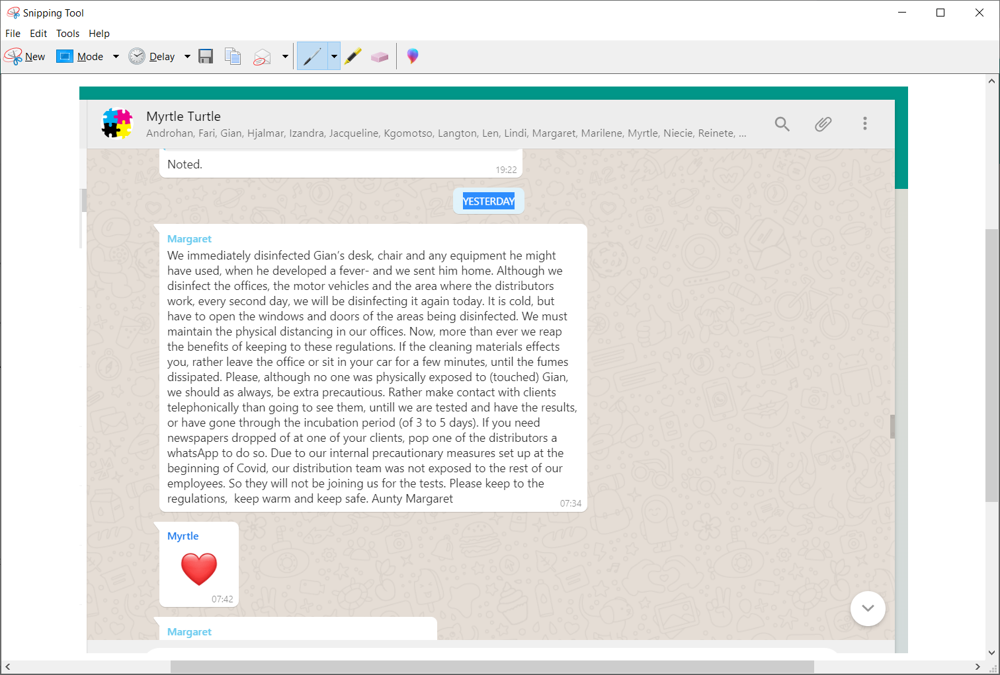 Snipping Tool
File Edit Tools Help
New Mode Delay
Myrtle Turtle
Androhan, Fari, Gian, Hjalmar, Izandra, Jacqueline, Kgomotso, Langton, Len, Lindi, Margaret, Marilene, Myrtle, Niecie, Reinete, ...
Noted.
19:22
YESTERDAY
Margaret
We immediately disinfected Gian's desk, chair and any equipment he might
have used, when he developed a fever- and we sent him home. Although we
disinfect the offices, the motor vehicles and the area where the distributors
work, every second day, we will be disinfecting it again today. It is cold, but
have to open the windows and doors of the areas being disinfected. We must
maintain the physical distancing in our offices. Now, more than ever we reap
the benefits of keeping to these regulations. If the cleaning materials effects
you, rather leave the office or sit in your car for a few minutes, until the fumes
dissipated. Please, although no one was physically exposed to (touched) Gian,
we should as always, be extra precautious. Rather make contact with clients
telephonically than going to see them, untill we are tested and have the results,
or have gone through the incubation period (of 3 to 5 days). If you need
newspapers dropped of at one of your clients, pop one of the distributors a
whatsApp to do so. Due to our internal precautionary measures set up at the
beginning of Covid, our distribution team was not exposed to the rest of our
employees. So they will not be joining us for the tests. Please keep to the
regulations,  keep warm and keep safe. Aunty Margaret
07:34
Myrtle
07:42
Margaret